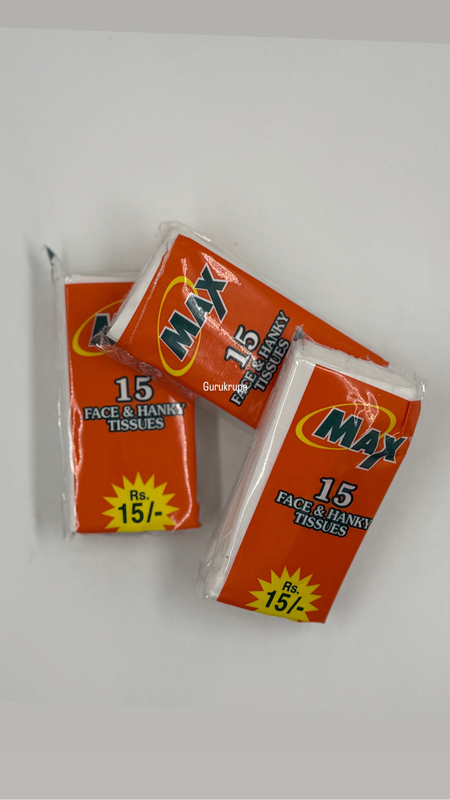 MAX
15
FACE & HANKY
TISSUES
Gurukrupa
15
FACE & HANKY
TISSUES
Rs.
15/-
MAX
15
FACE & HANKY
TISSUES
Rs.
15/-